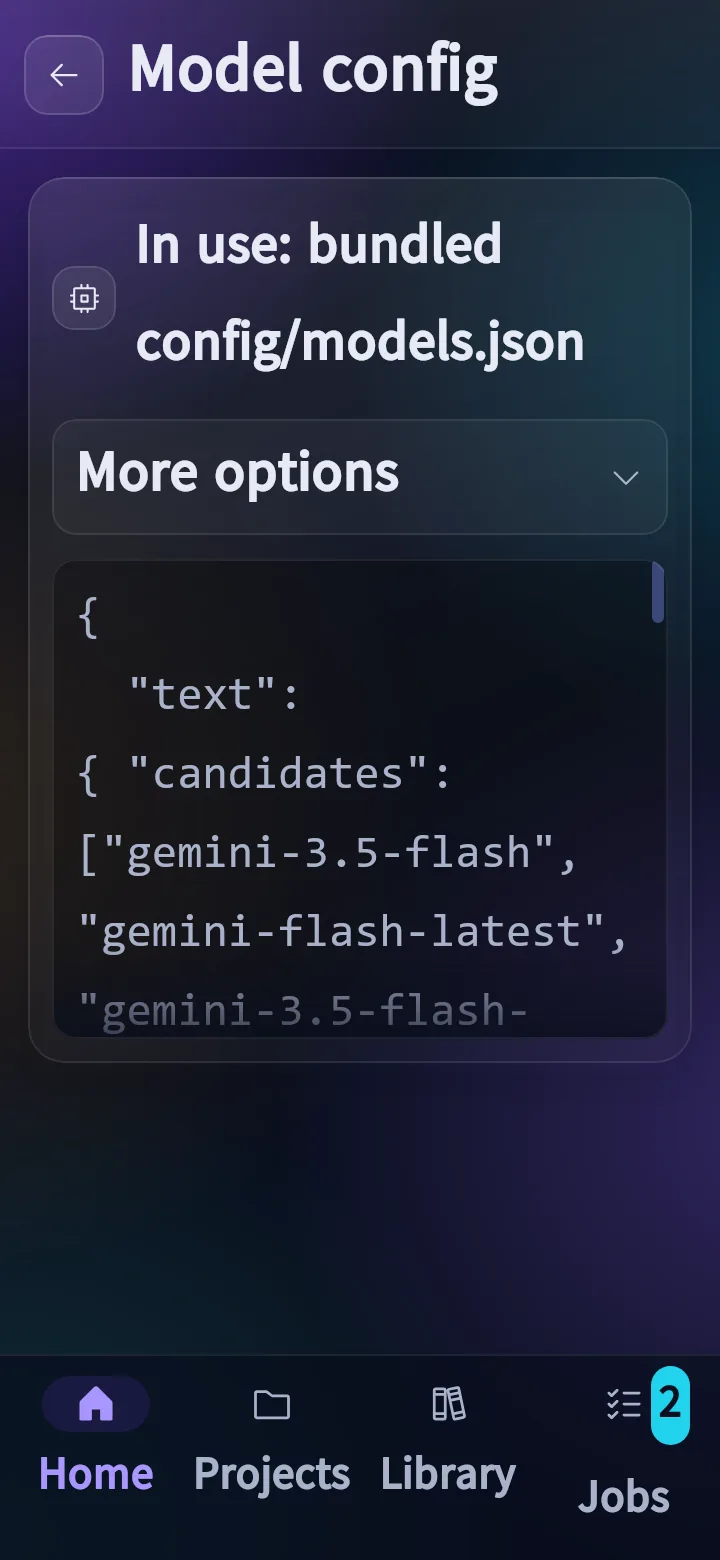 Model config
In use: bundled
config/models.json
More options
{
"text":
{ "candidates":
["gemini-3.5-flash",
"gemini-flash-latest",
"gemini-3.5-flash-
2
Home
Projects
Library
Jobs